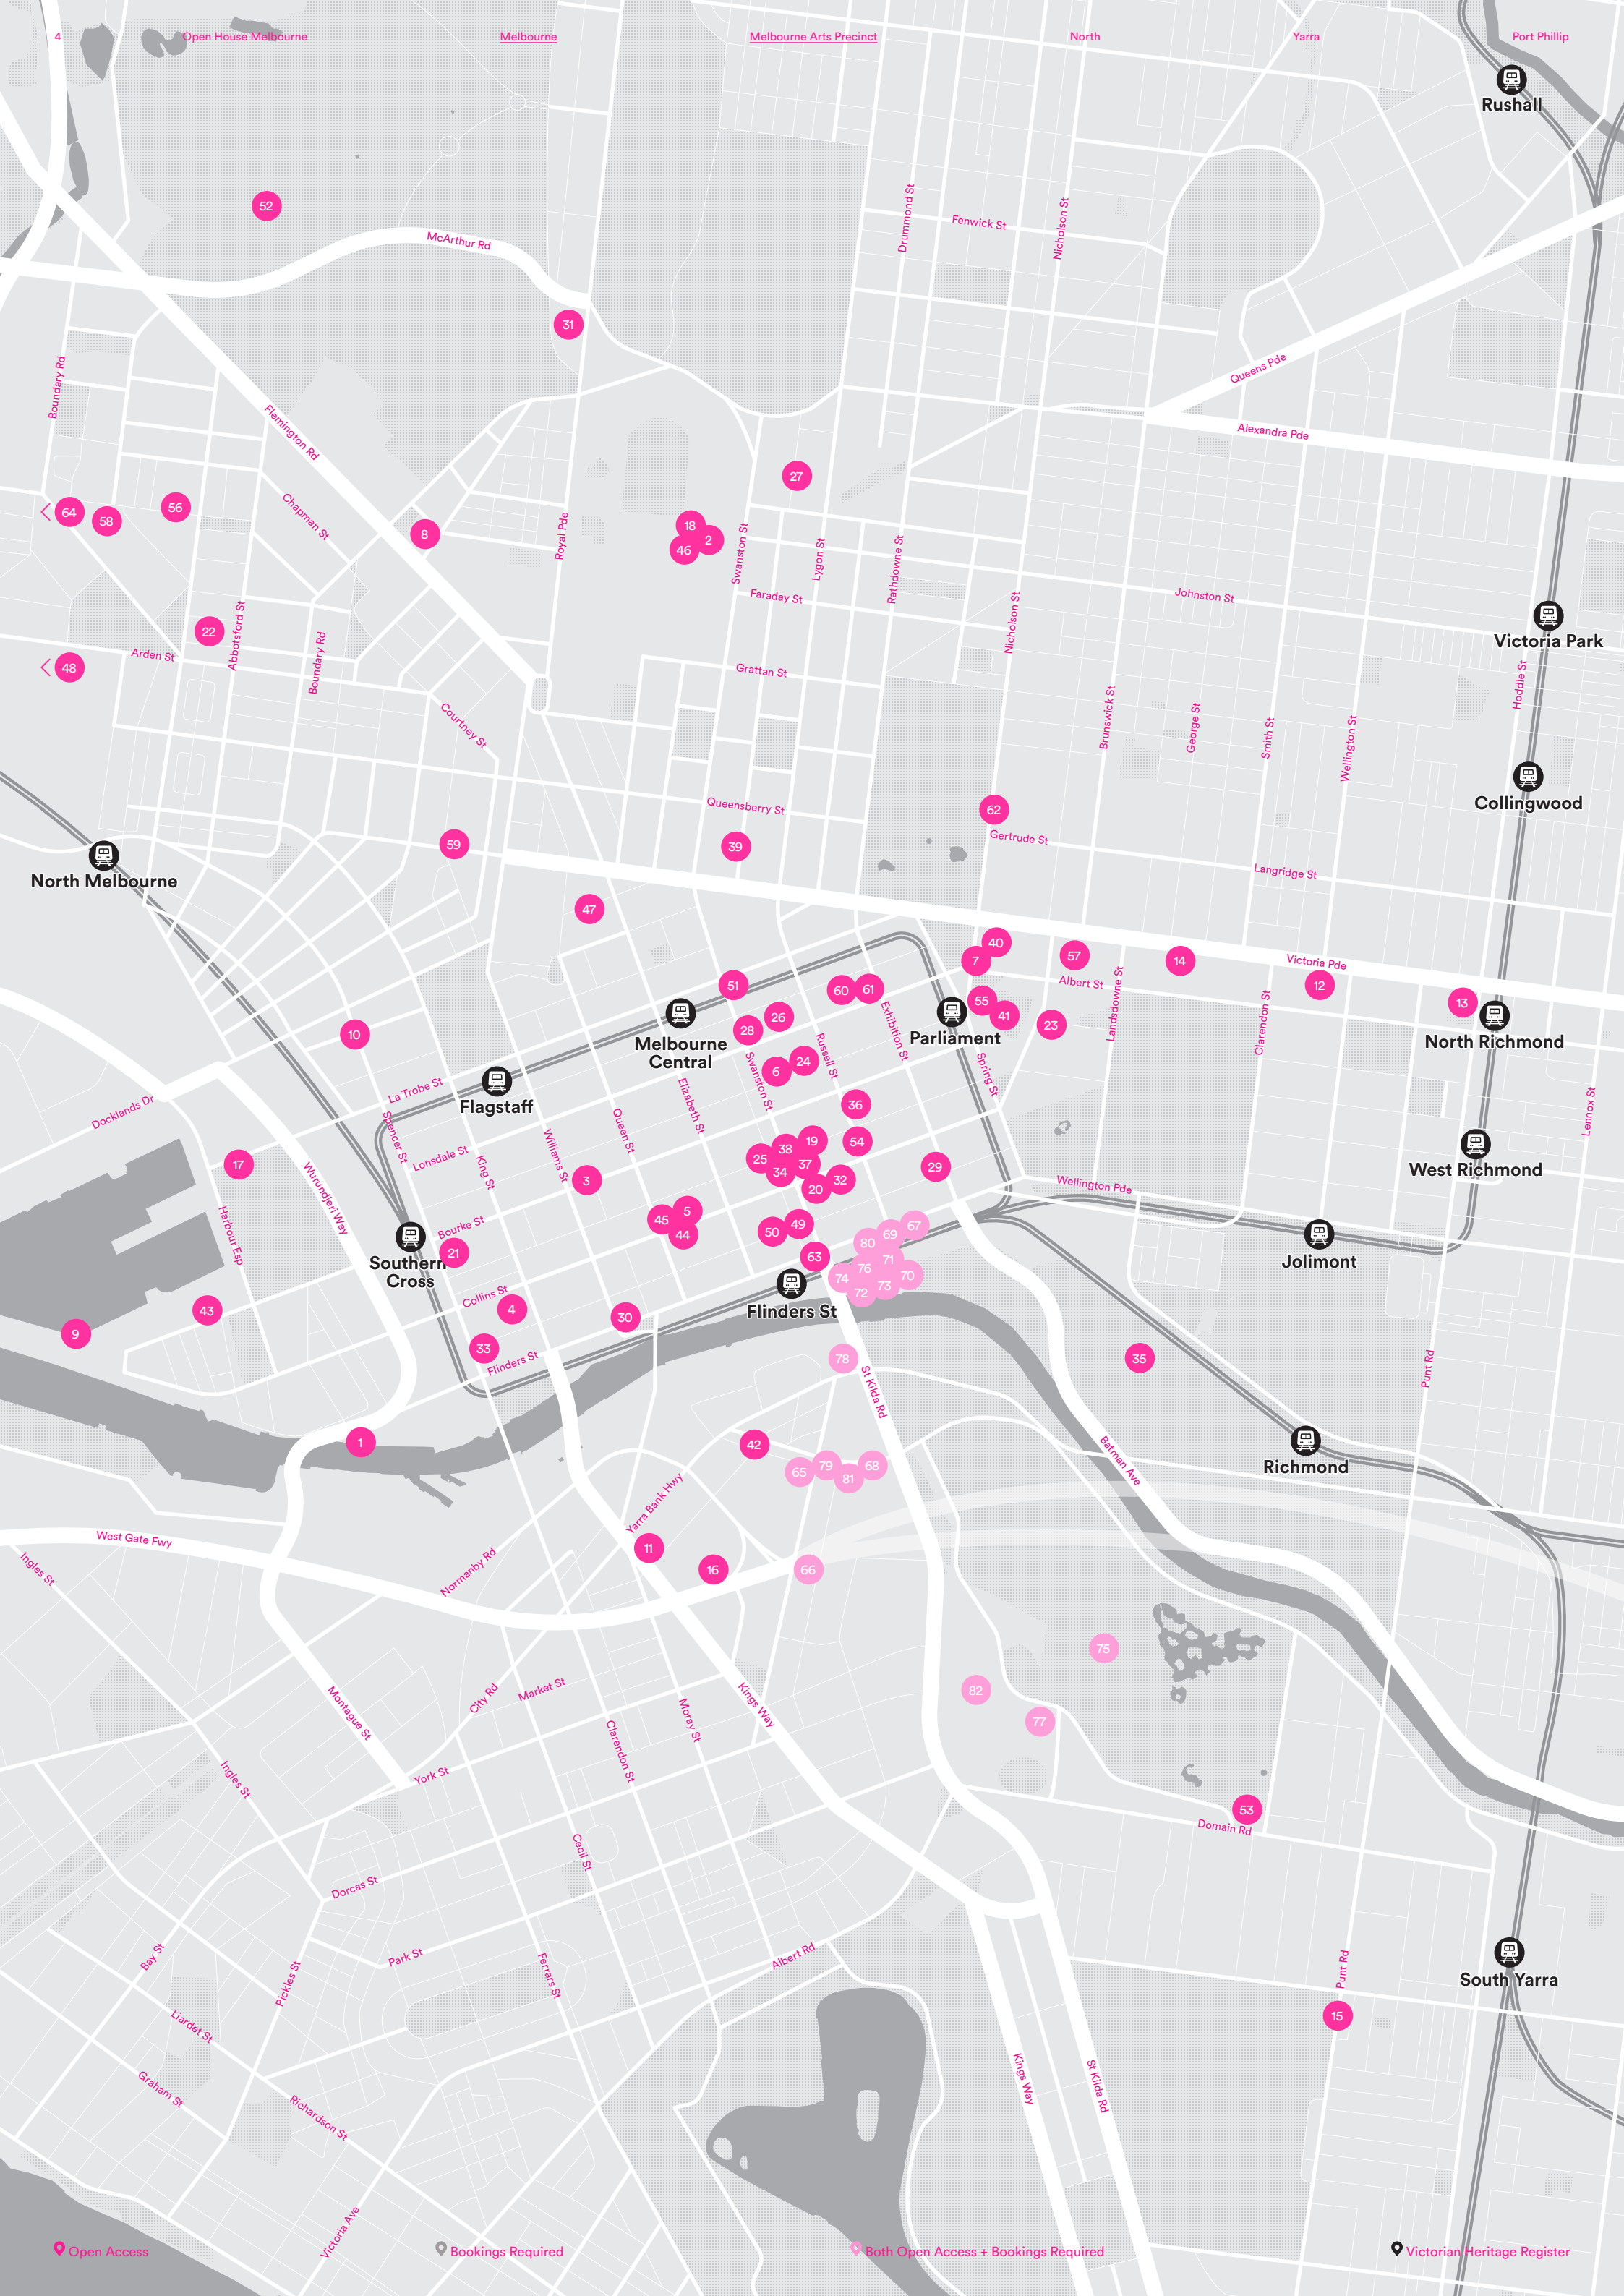 4
Open House Melbourne
Melbourne
Melbourne Arts Precinct
North
Yarra
Port Phillip
Rushall
52
Drummond St
Fenwick St
Nicholson St
McArthur Rd
31
Boundary Rd
Queens Pde
Flemington Rd
Alexandra Pde
27
64
58
56
Chapman St
8
Royal Pde
18
2
46
Swanston St
Lygon St
Rathdowne St
Faraday St
Nicholson St
Johnston St
Victoria Park
22
Abbotsford St
Boundary Rd
Arden St
48
Grattan St
Hoddle St
Courtney St
Brunswick St
George St
Smith St
Wellington St
Collingwood
Queensberry St
62
Gertrude St
59
39
North Melbourne
Langridge St
47
40
7
57
14
Victoria Pde
Albert St
12
51
60
61
55
41
13
Landsdowne St
Clarendon St
North Richmond
26
28
Exhibition St
Parliament
23
10
Melbourne
Central
Russell St
24
6
Swanston St
Spring St
Flagstaff
La Trobe St
Docklands Dr
Elizabeth St
36
Lennox St
Spencer St
Queen St
19
54
38
West Richmond
Lonsdale St
Williams St
25
37
34
29
17
King St
3
32
20
Wellington Pde
Wurundjeri Way
Harbour Esp
5
45
44
49
50
67
69
80
Bourke St
21
Southern
Cross
63
71
76
74
70
73
72
Jolimont
Flinders St
Collins St
4
43
30
9
33
Flinders St
78
St Kilda Rd
35
Punt Rd
1
42
65
79
81
68
Batman Ave
Richmond
Yarra Bank Hwy
West Gate Fwy
Ingles St
Normanby Rd
11
16
66
75
82
77
Market St
City Rd
Montague St
Kings Way
Moray St
Clarendon St
York St
Ingles St
53
Domain Rd
Cecil St
Dorcas St
Park St
Bay St
Pickles St
Ferrars St
Albert Rd
Punt Rd
South Yarra
15
Liardet St
Graham St
Richardson St
Kings Way
St Kilda Rd
Victoria Ave
Open Access
Bookings Required
Both Open Access + Bookings Required
Victorian Heritage Register